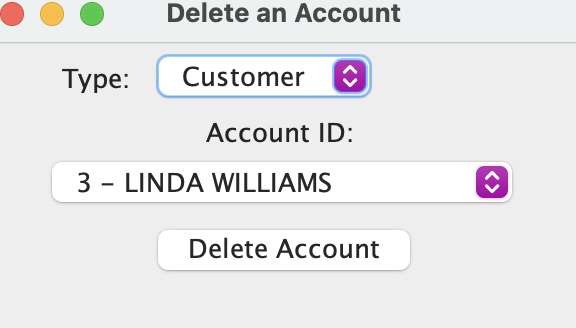 Delete an Account
Type: Customer
Account ID:
3 – LINDA WILLIAMS
Delete Account